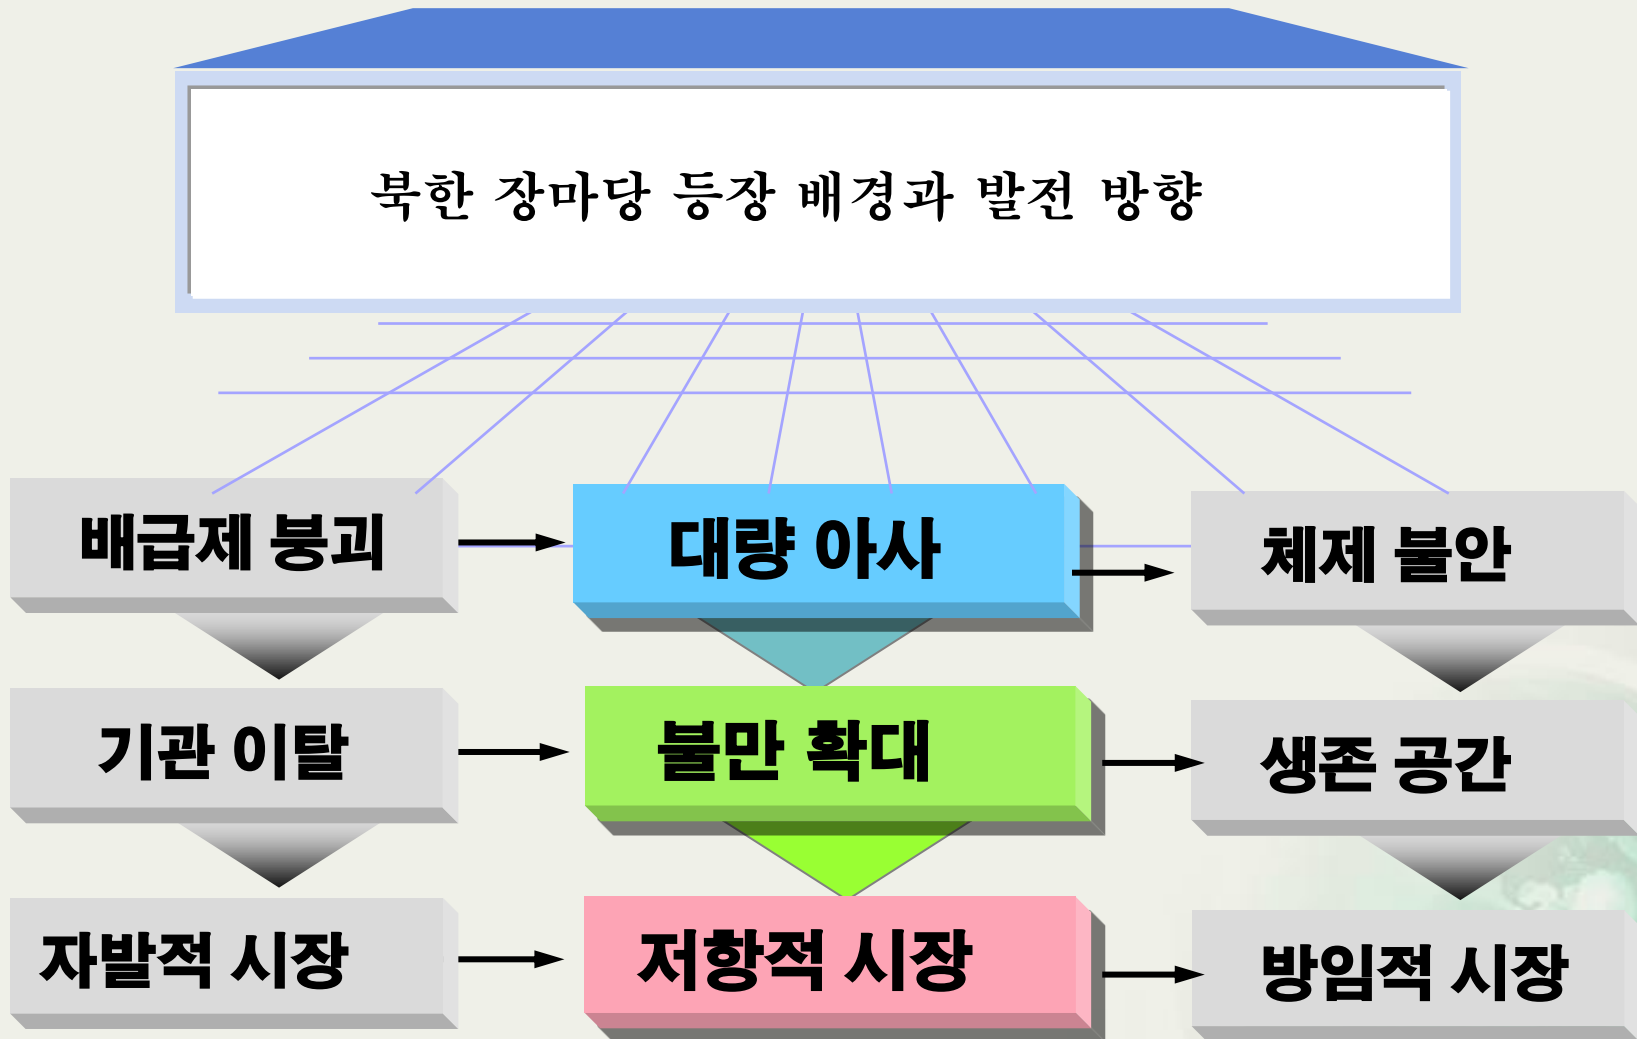 북한 장마당 등장 배경과 발전 방향
배급제 붕괴
대량 아사
체제 불안
기관 이탈
불만 확대
생존 공간
자발적 시장
저항적 시장
방임적 시장